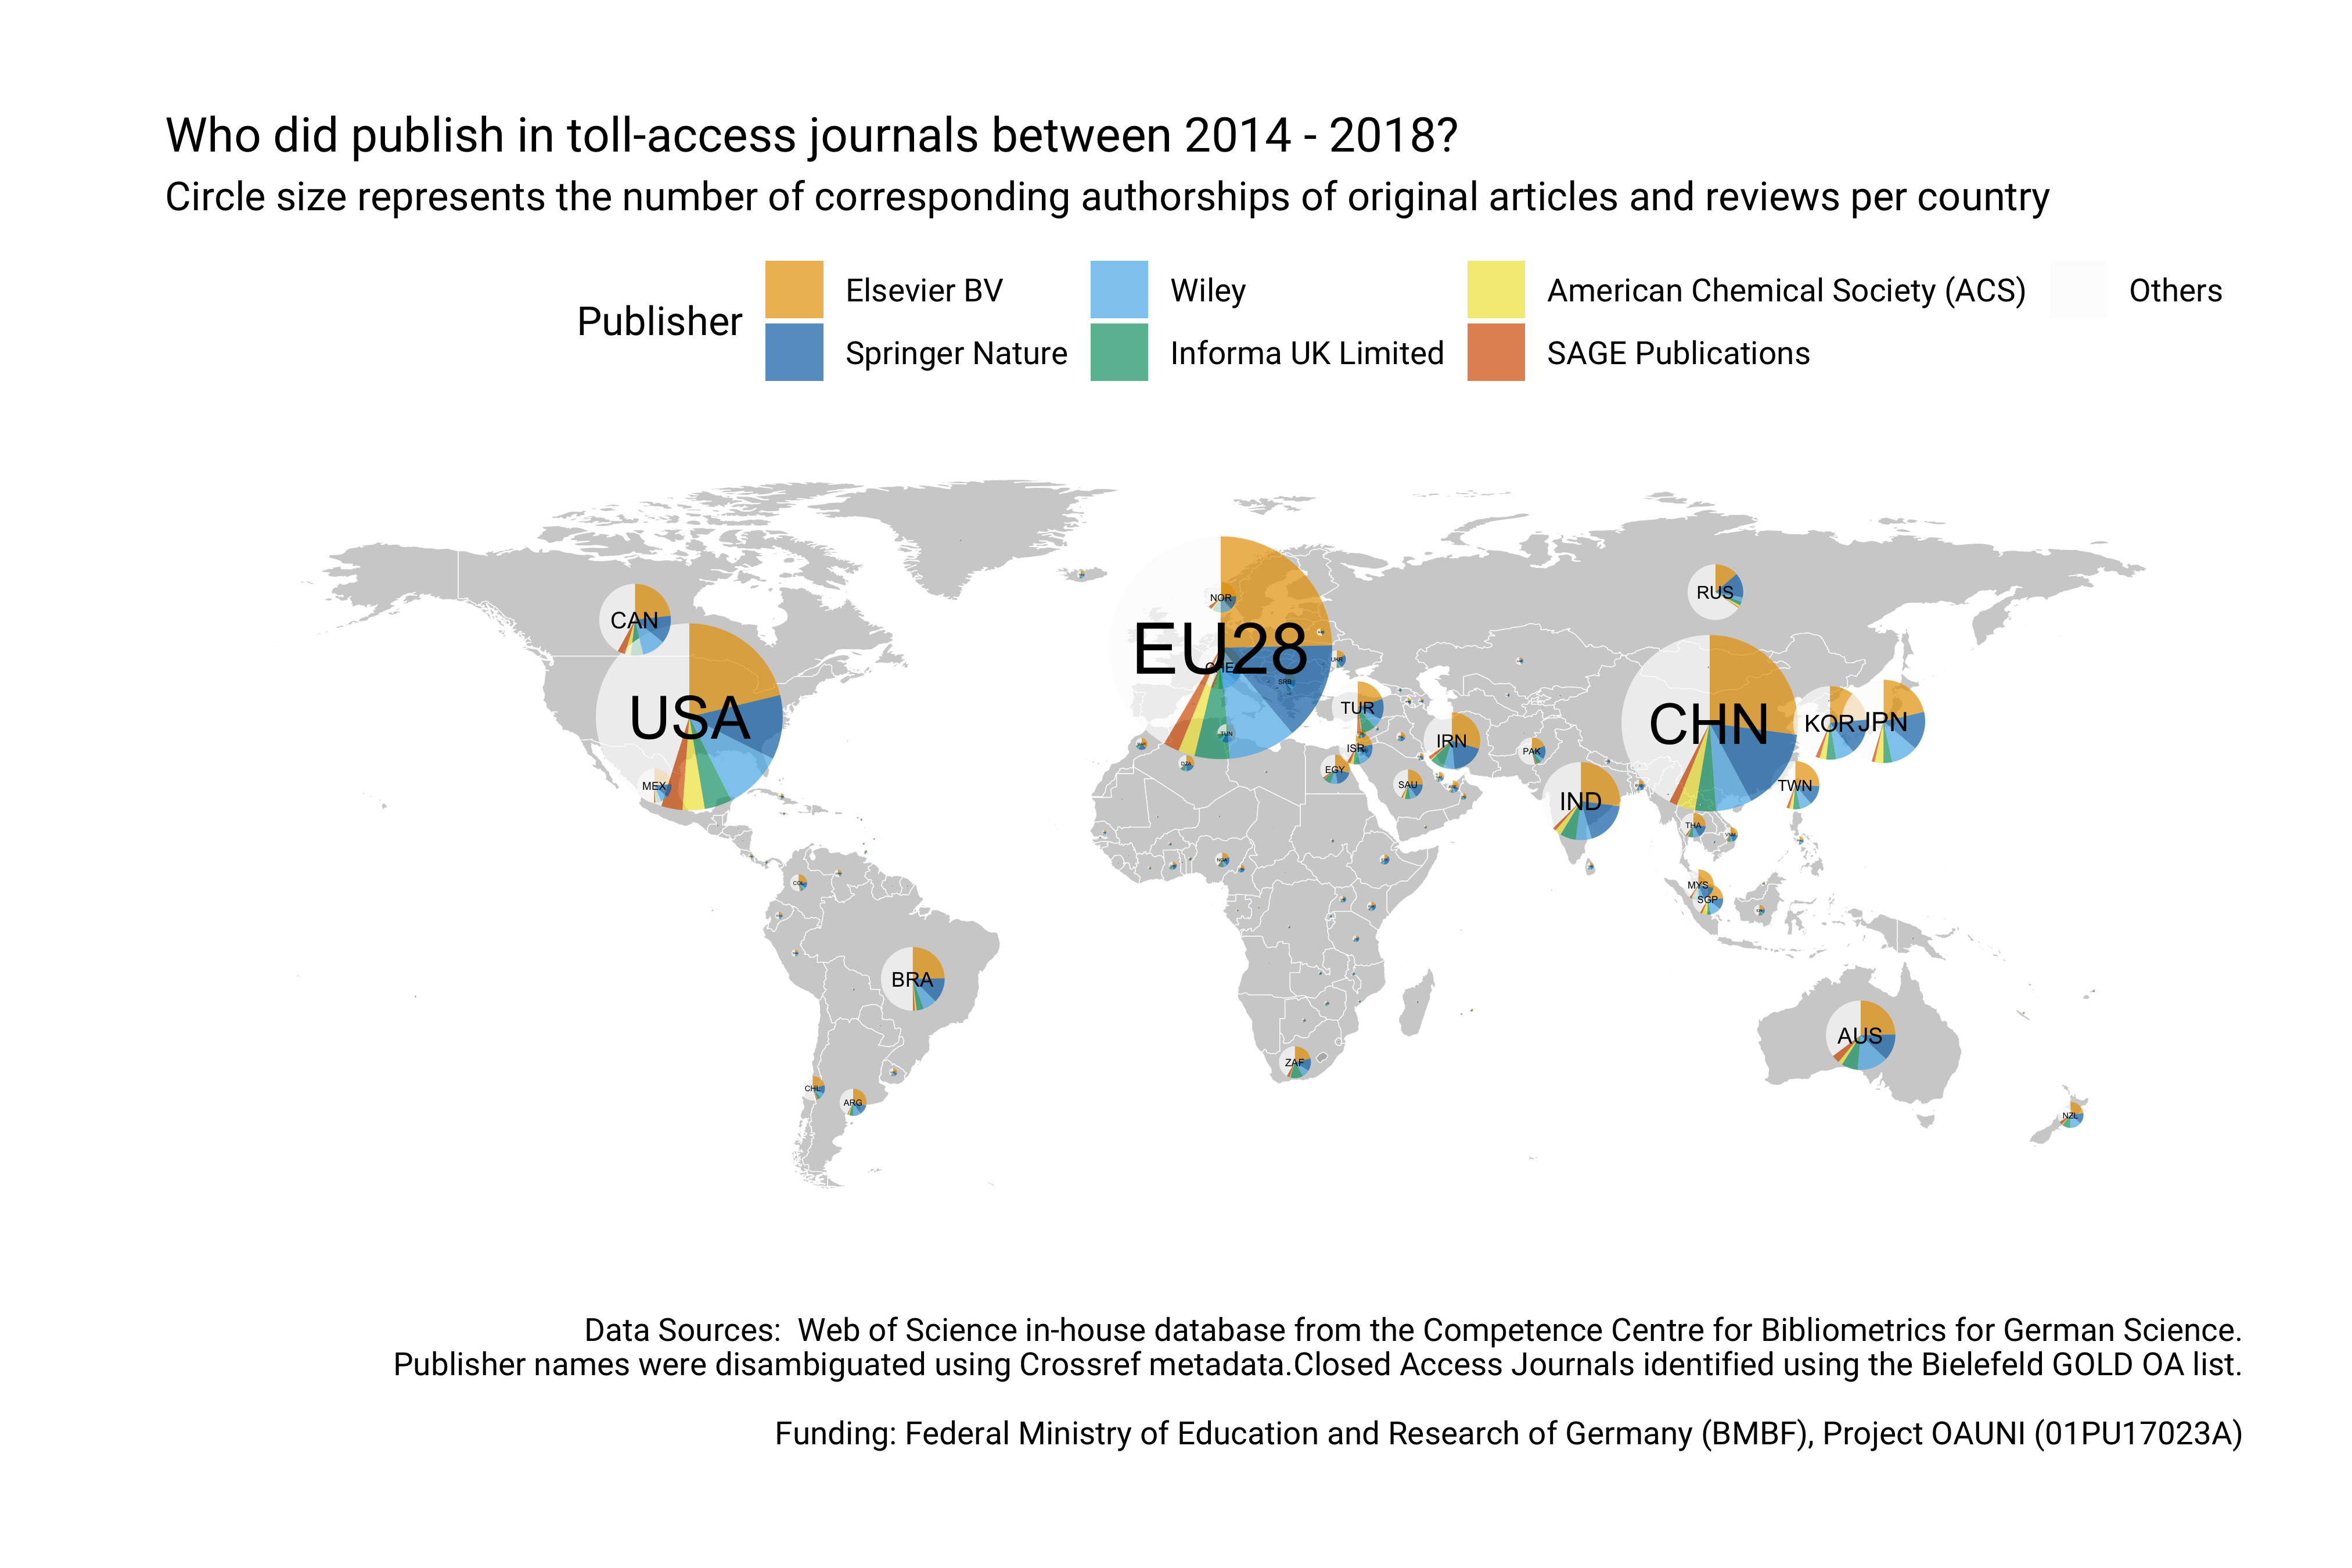 Who did publish in toll-access journals between 2014 - 2018?
Circle size represents the number of corresponding authorships of original articles and reviews per country
Publisher
Elsevier BV
Wiley
American Chemical Society (ACS)
Others
Springer Nature
Informa UK Limited
SAGE Publications
CAN
USA
MEX
NOR
EU28
CHE
SRB
UKR
TUN
TUR
ISR
IRN
EGY
SAU
DZA
PAK
RUS
CHN
KOR
JPN
IND
TWN
THA
MYS
SGP
NGA
COL
BRA
CHL
ARG
ZAF
AUS
NZL
Data Sources:  Web of Science in-house database from the Competence Centre for Bibliometrics for German Science.
Publisher names were disambiguated using Crossref metadata.Closed Access Journals identified using the Bielefeld GOLD OA list.
Funding: Federal Ministry of Education and Research of Germany (BMBF), Project OAUNI (01PU17023A)